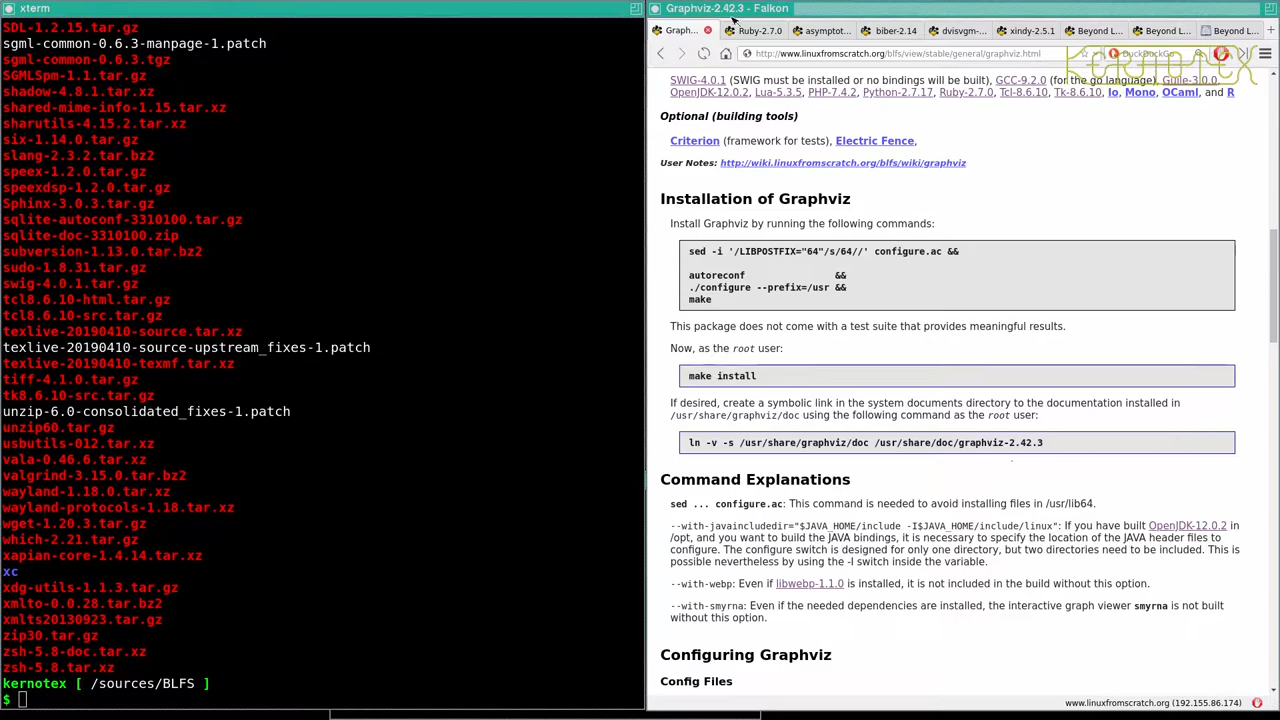 xterm
SDL-1.2.15.tar.gz
sgml-common-0.6.3-manpage-1.patch
sgml-common-0.6.3.tgz
SGMLSpm-1.1.tar.gz
shadow-4.8.1.tar.xz
shared-mime-info-1.15.tar.xz
sharutils-4.15.2.tar.xz
six-1.14.0.tar.gz
slang-2.3.2.tar.bz2
speex-1.2.0.tar.gz
speexdsp-1.2.0.tar.gz
Sphinx-3.0.3.tar.gz
sqlite-autoconf-3310100.tar.gz
sqlite-doc-3310100.zip
subversion-1.13.0.tar.bz2
sudo-1.8.31.tar.gz
swig-4.0.1.tar.gz
tcl8.6.10-html.tar.gz
tcl8.6.10-src.tar.gz
texlive-20190410-source.tar.xz
texlive-20190410-source-upstream_fixes-1.patch
texlive-20190410-texmf.tar.xz
tiff-4.1.0.tar.gz
tk8.6.10-src.tar.gz
unzip-6.0-consolidated_fixes-1.patch
unzip60.tar.gz
usbutils-012.tar.xz
vala-0.46.6.tar.xz
valgrind-3.15.0.tar.bz2
wayland-1.18.0.tar.xz
wayland-protocols-1.18.tar.xz
wget-1.20.3.tar.gz
which-2.21.tar.gz
xapian-core-1.4.14.tar.xz
xc
xdg-utils-1.1.3.tar.gz
xmlto-0.0.28.tar.bz2
xmlts20130923.tar.gz
zip30.tar.gz
zsh-5.8-doc.tar.xz
zsh-5.8.tar.xz
kernotex [ /sources/BLFS ]
$
Graphviz-2.42.3 - Falkon
Graph... Ruby-2.7.0 asymptot... biber-2.14 dvisvgm-... xindy-2.5.1 Beyond L... Beyond Lo... Beyond Lo...
http://www.linuxfromscratch.org/blfs/view/stable/general/graphviz.html DuckDuckGo
KERNOTEX
SWIG-4.0.1 (SWIG must be installed or no bindings will be built), GCC-9.2.0 (for the go language), Guile-3.0.0,
OpenJDK-12.0.2, Lua-5.3.5, PHP-7.4.2, Python-2.7.17, Ruby-2.7.0, Tcl-8.6.10, Tk-8.6.10, Io, Mono, OCaml, and R
Optional (building tools)
Criterion (framework for tests), Electric Fence,
User Notes: http://wiki.linuxfromscratch.org/blfs/wiki/graphviz
Installation of Graphviz
Install Graphviz by running the following commands:
sed -i '/LIBPOSTFIX="64"/s/64//' configure.ac &&
autoreconf &&
./configure --prefix=/usr &&
make
This package does not come with a test suite that provides meaningful results.
Now, as the root user:
make install
If desired, create a symbolic link in the system documents directory to the documentation installed in
/usr/share/graphviz/doc using the following command as the root user:
ln -v -s /usr/share/graphviz/doc /usr/share/doc/graphviz-2.42.3
Command Explanations
sed ... configure.ac: This command is needed to avoid installing files in /usr/lib64.
--with-javaincludedir="$JAVA_HOME/include -I$JAVA_HOME/include/linux": If you have built OpenJDK-12.0.2 in
/opt, and you want to build the JAVA bindings, it is necessary to specify the location of the JAVA header files to
configure. The configure switch is designed for only one directory, but two directories need to be included. This is
possible nevertheless by using the -I switch inside the variable.
--with-webp: Even if libwebp-1.1.0 is installed, it is not included in the build without this option.
--with-smyrna: Even if the needed dependencies are installed, the interactive graph viewer smyrna is not built
without this option.
Configuring Graphviz
Config Files
www.linuxfromscratch.org (192.155.86.174)